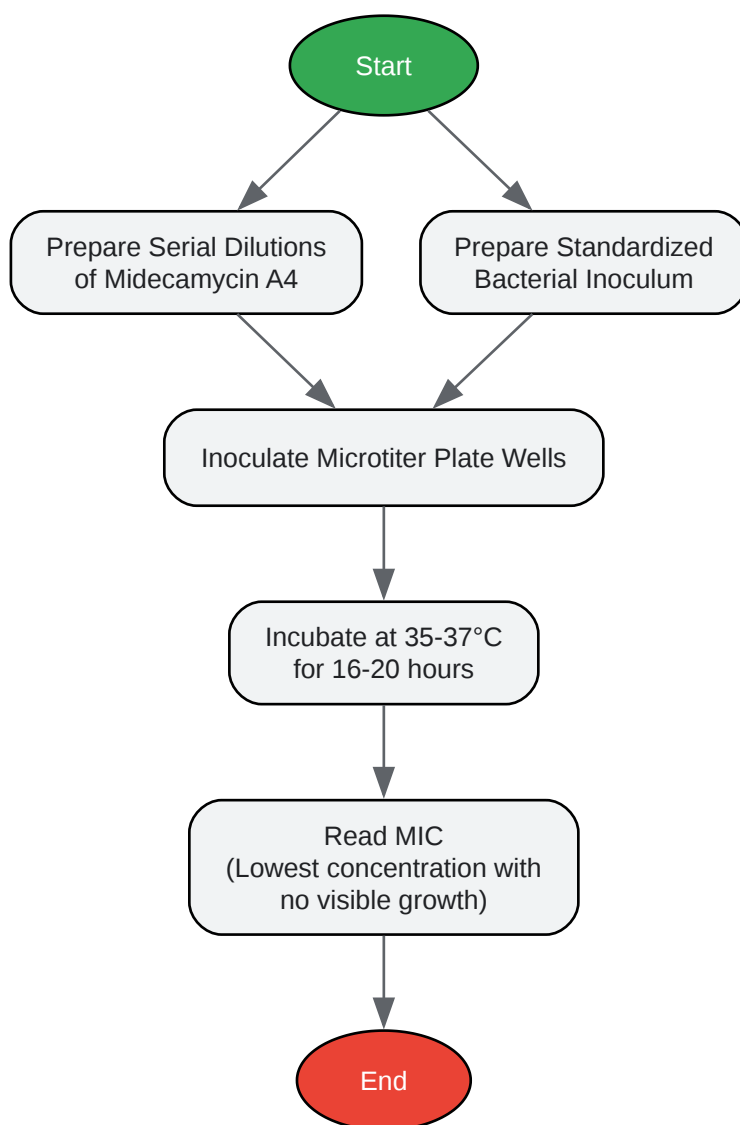 Start
Prepare Serial Dilutions
of Midecamycin A4
Prepare Standardized
Bacterial Inoculum
Inoculate Microtiter Plate Wells
Incubate at 35-37°C
for 16-20 hours
Read MIC
(Lowest concentration with
no visible growth)
End